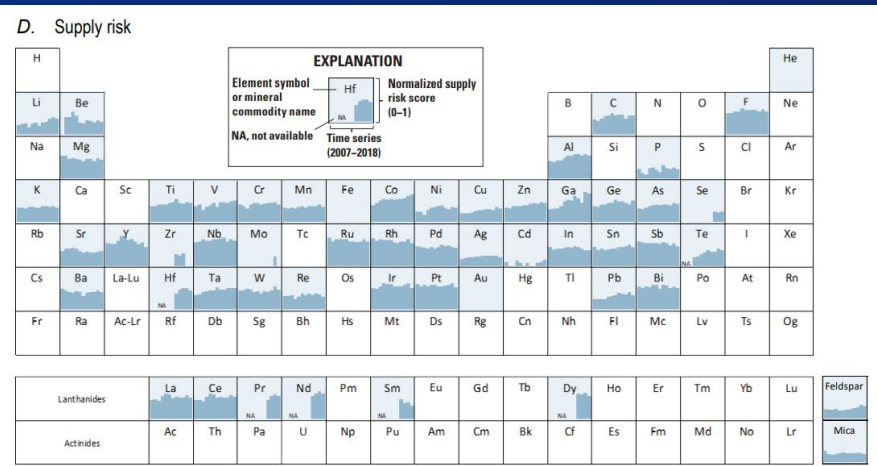 D. Supply risk
H He
EXPLANATION
Element symbol
or mineral
commodity name
NA, not available
Hf
NA
Normalized supply
risk score
(0–1)
Time series
(2007–2018)
Li Be B C N O F Ne
Na Mg Al Si P S Cl Ar
K Ca Sc Ti V Cr Mn Fe Co Ni Cu Zn Ga Ge As Se Br Kr
Rb Sr Y Zr Nb Mo Tc Ru Rh Pd Ag Cd In Sn Sb Te I Xe
NA
Cs Ba La-Lu Hf Ta W Re Os Ir Pt Au Hg Tl Pb Bi Po At Rn
NA
Fr Ra Ac-Lr Rf Db Sg Bh Hs Mt Ds Rg Cn Nh Fl Mc Lv Ts Og
Lanthanides La Ce Pr Nd Pm Sm Eu Gd Tb Dy Ho Er Tm Yb Lu Feldspar
NA NA NA NA
Actinides Ac Th Pa U Np Pu Am Cm Bk Cf Es Fm Md No Lr Mica